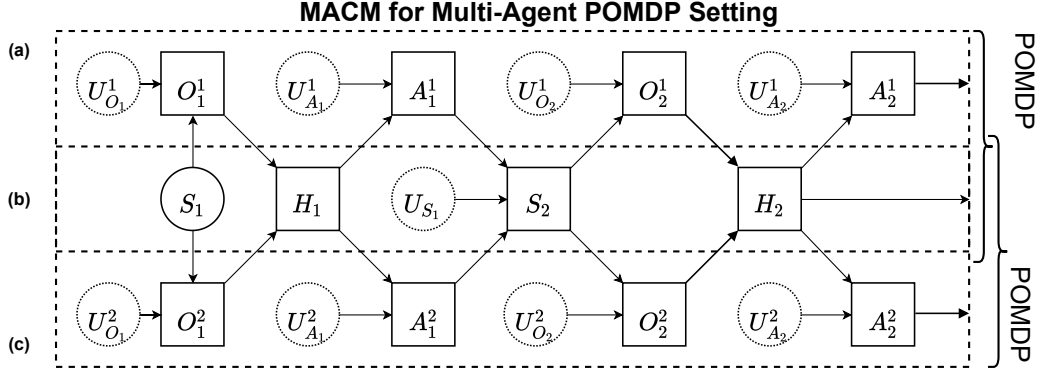 MACM for Multi-Agent POMDP Setting
(a)
U^1_{O_1} O^1_1 U^1_{A_1} A^1_1 U^1_{O_2} O^1_2 U^1_{A_2} A^1_2
POMDP
(b)
S_1 H_1 U_{S_1} S_2 H_2
(c)
U^2_{O_1} O^2_1 U^2_{A_1} A^2_1 U^2_{O_2} O^2_2 U^2_{A_2} A^2_2
POMDP